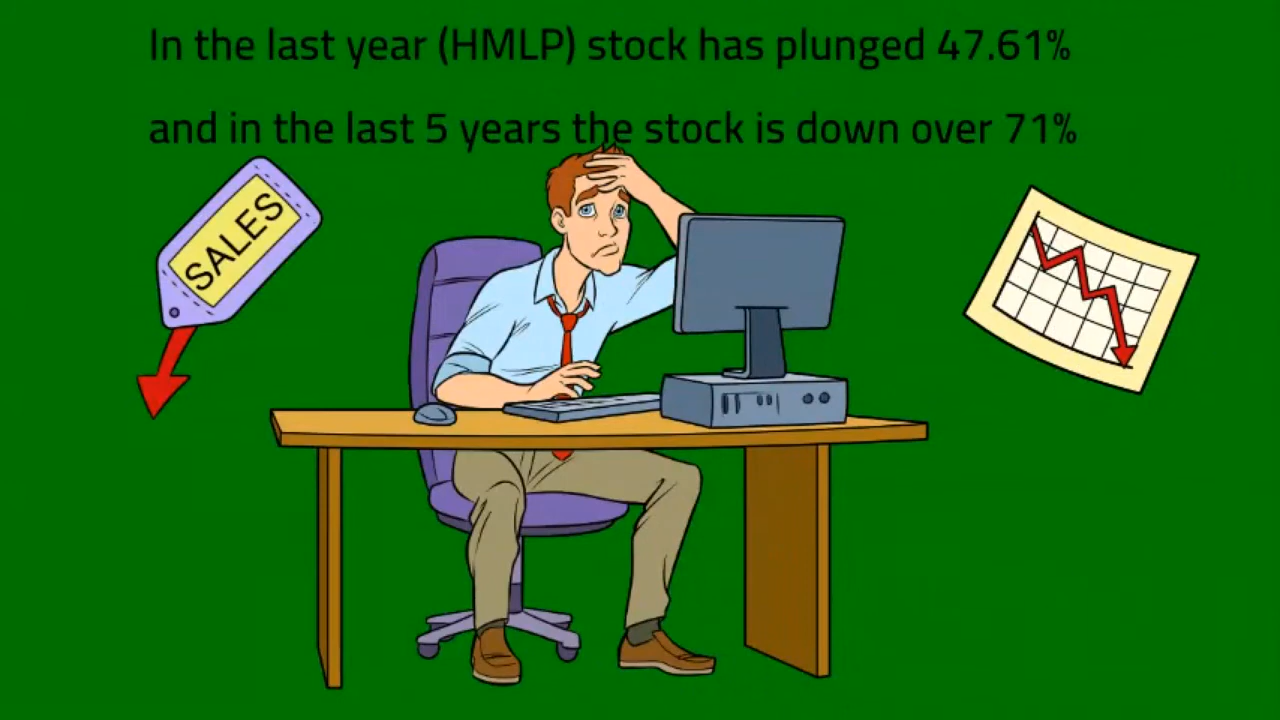 In the last year (HMLP) stock has plunged 47.61%
and in the last 5 years the stock is down over 71%
SALES